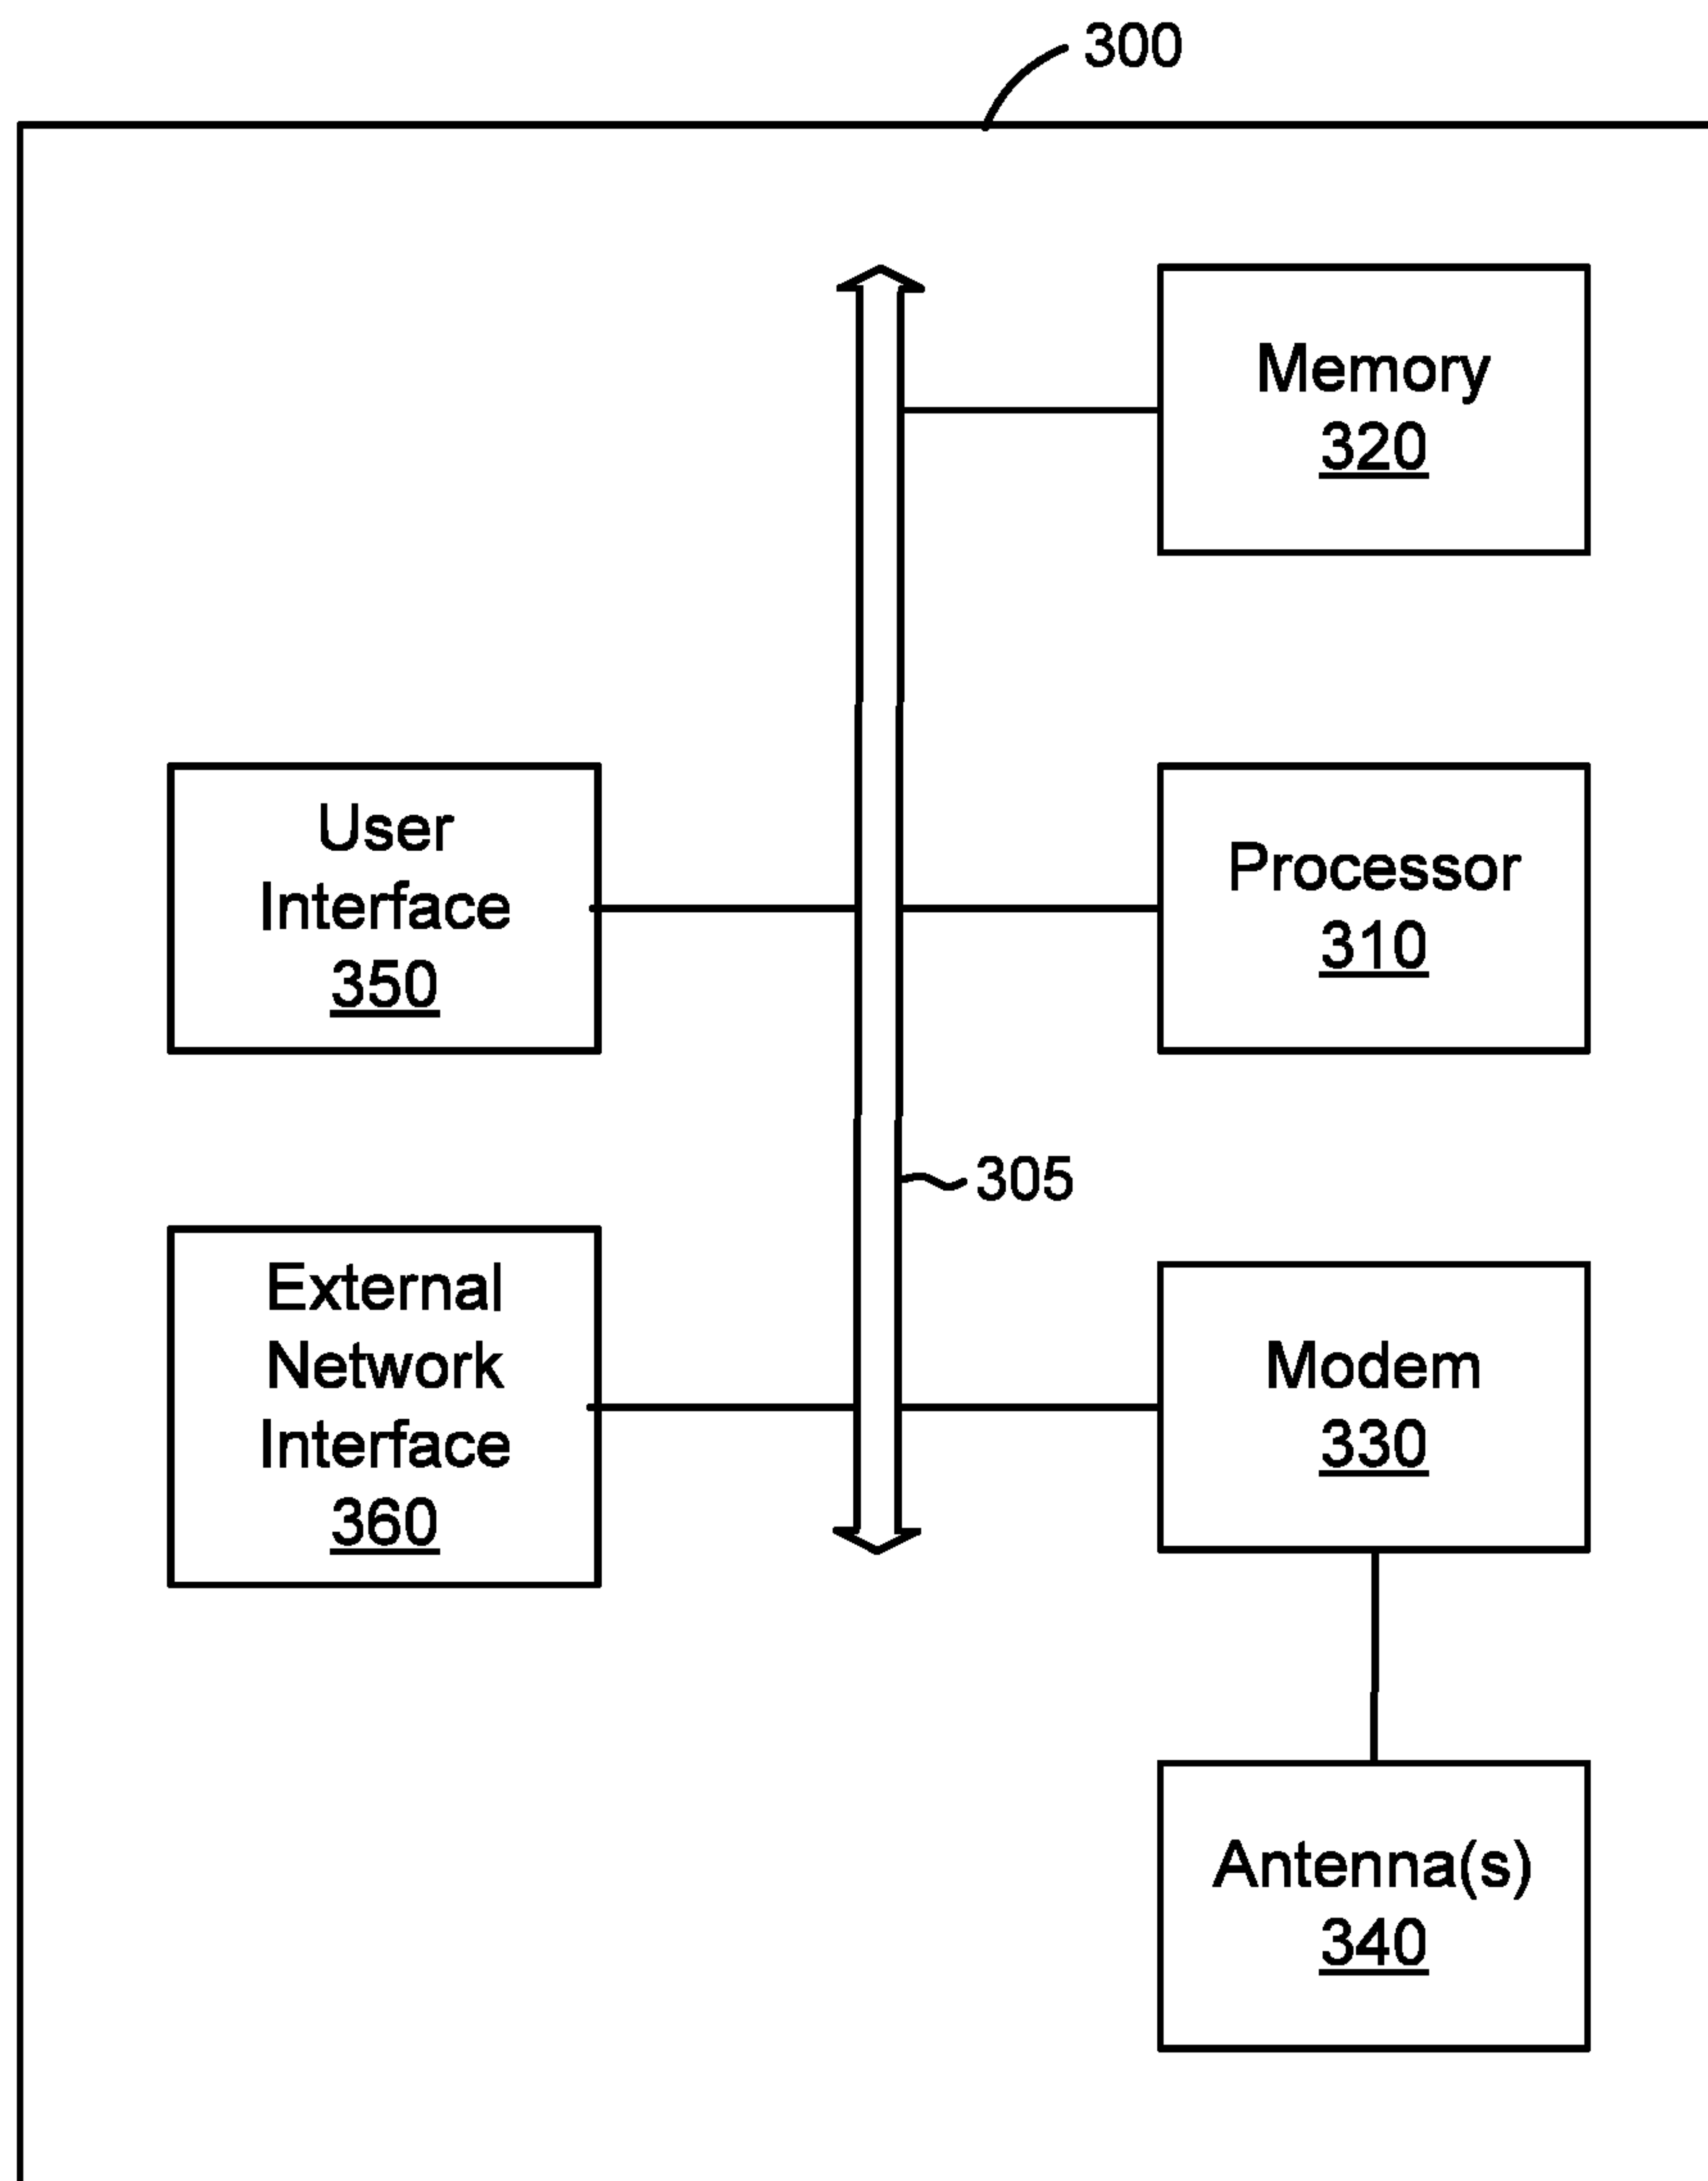 300
Memory
320
User
Interface
350
Processor
310
305
External
Network
Interface
360
Modem
330
Antenna(s)
340